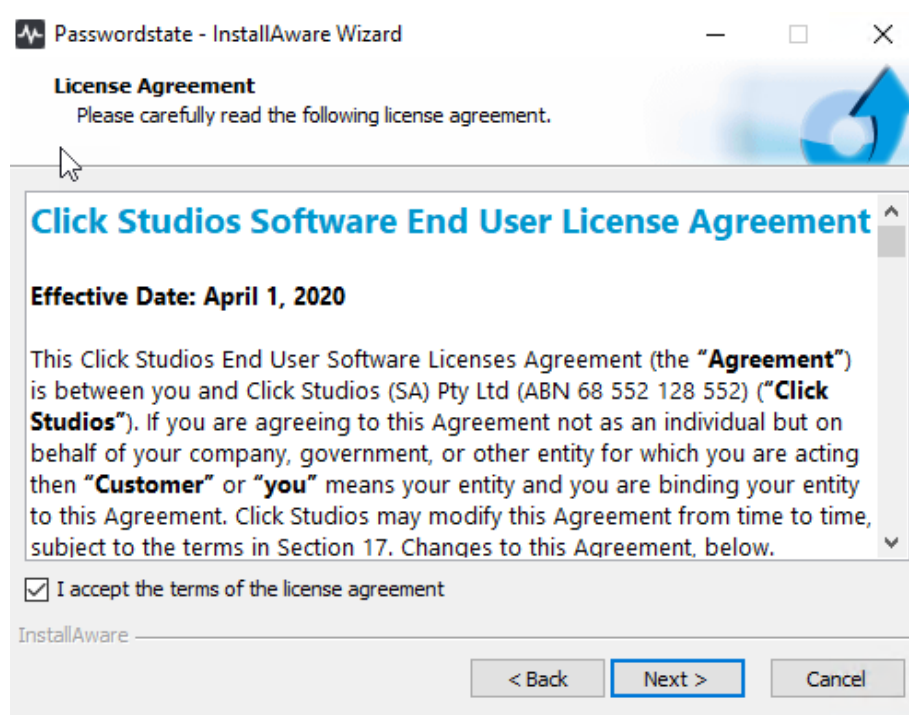 Passwordstate - InstallAware Wizard
License Agreement
Please carefully read the following license agreement.
Click Studios Software End User License Agreement
Effective Date: April 1, 2020
This Click Studios End User Software Licenses Agreement (the “Agreement”)
is between you and Click Studios (SA) Pty Ltd (ABN 68 552 128 552) (“Click
Studios”). If you are agreeing to this Agreement not as an individual but on
behalf of your company, government, or other entity for which you are acting
then “Customer” or “you” means your entity and you are binding your entity
to this Agreement. Click Studios may modify this Agreement from time to time,
subject to the terms in Section 17. Changes to this Agreement, below.
I accept the terms of the license agreement
InstallAware
< Back Next > Cancel